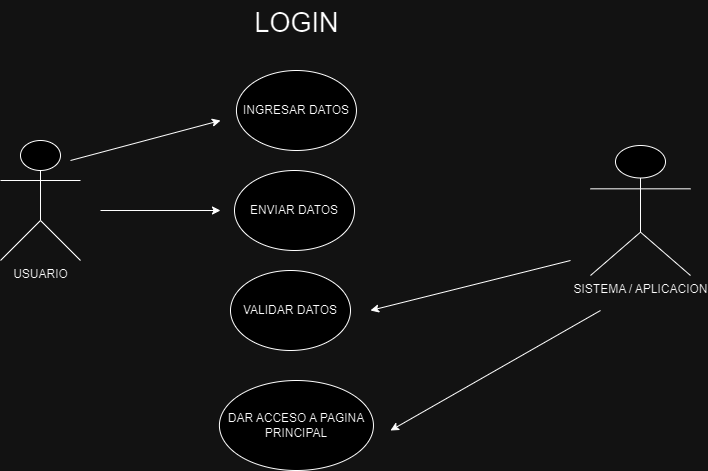 LOGIN
INGRESAR DATOS
ENVIAR DATOS
USUARIO
SISTEMA / APLICACION
VALIDAR DATOS
DAR ACCESO A PAGINA
PRINCIPAL